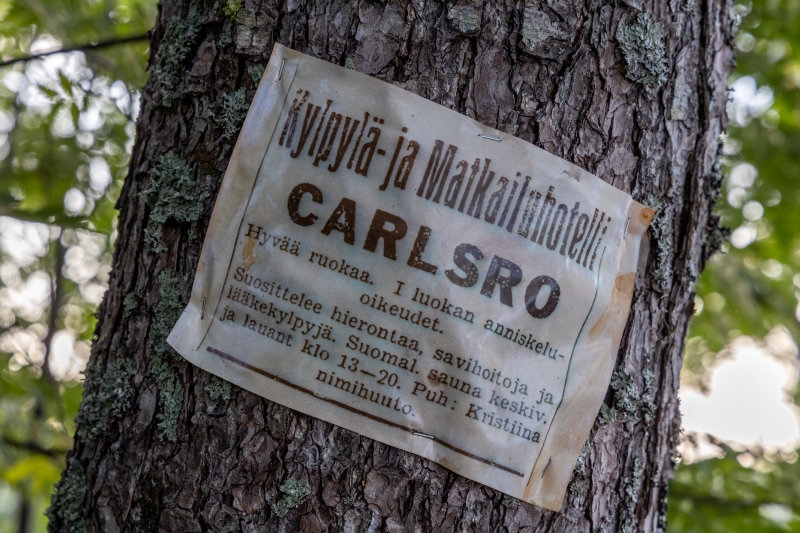 Kylpylä- ja Matkailuhotelli
CARLSRO
Hyvää ruokaa. I luokan anniskelu-
oikeudet.
Suosittelee hierontaa, savihoitoja ja
lääkekylpyjä. Suomal. sauna keskiv.
ja lauant klo 13—20. Puh: Kristiina
nimihuuto.